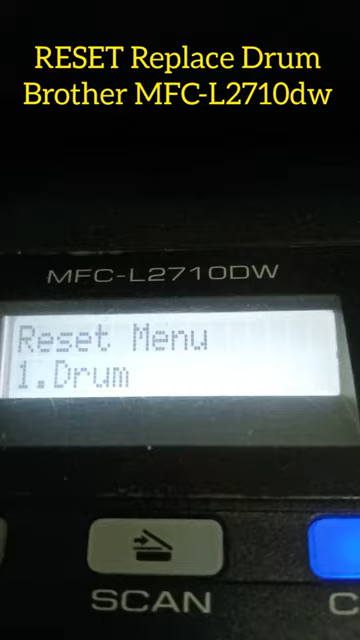 RESET Replace Drum
Brother MFC-L2710dw
MFC-L2710DW
Reset Menu
1.Drum
SCAN
C